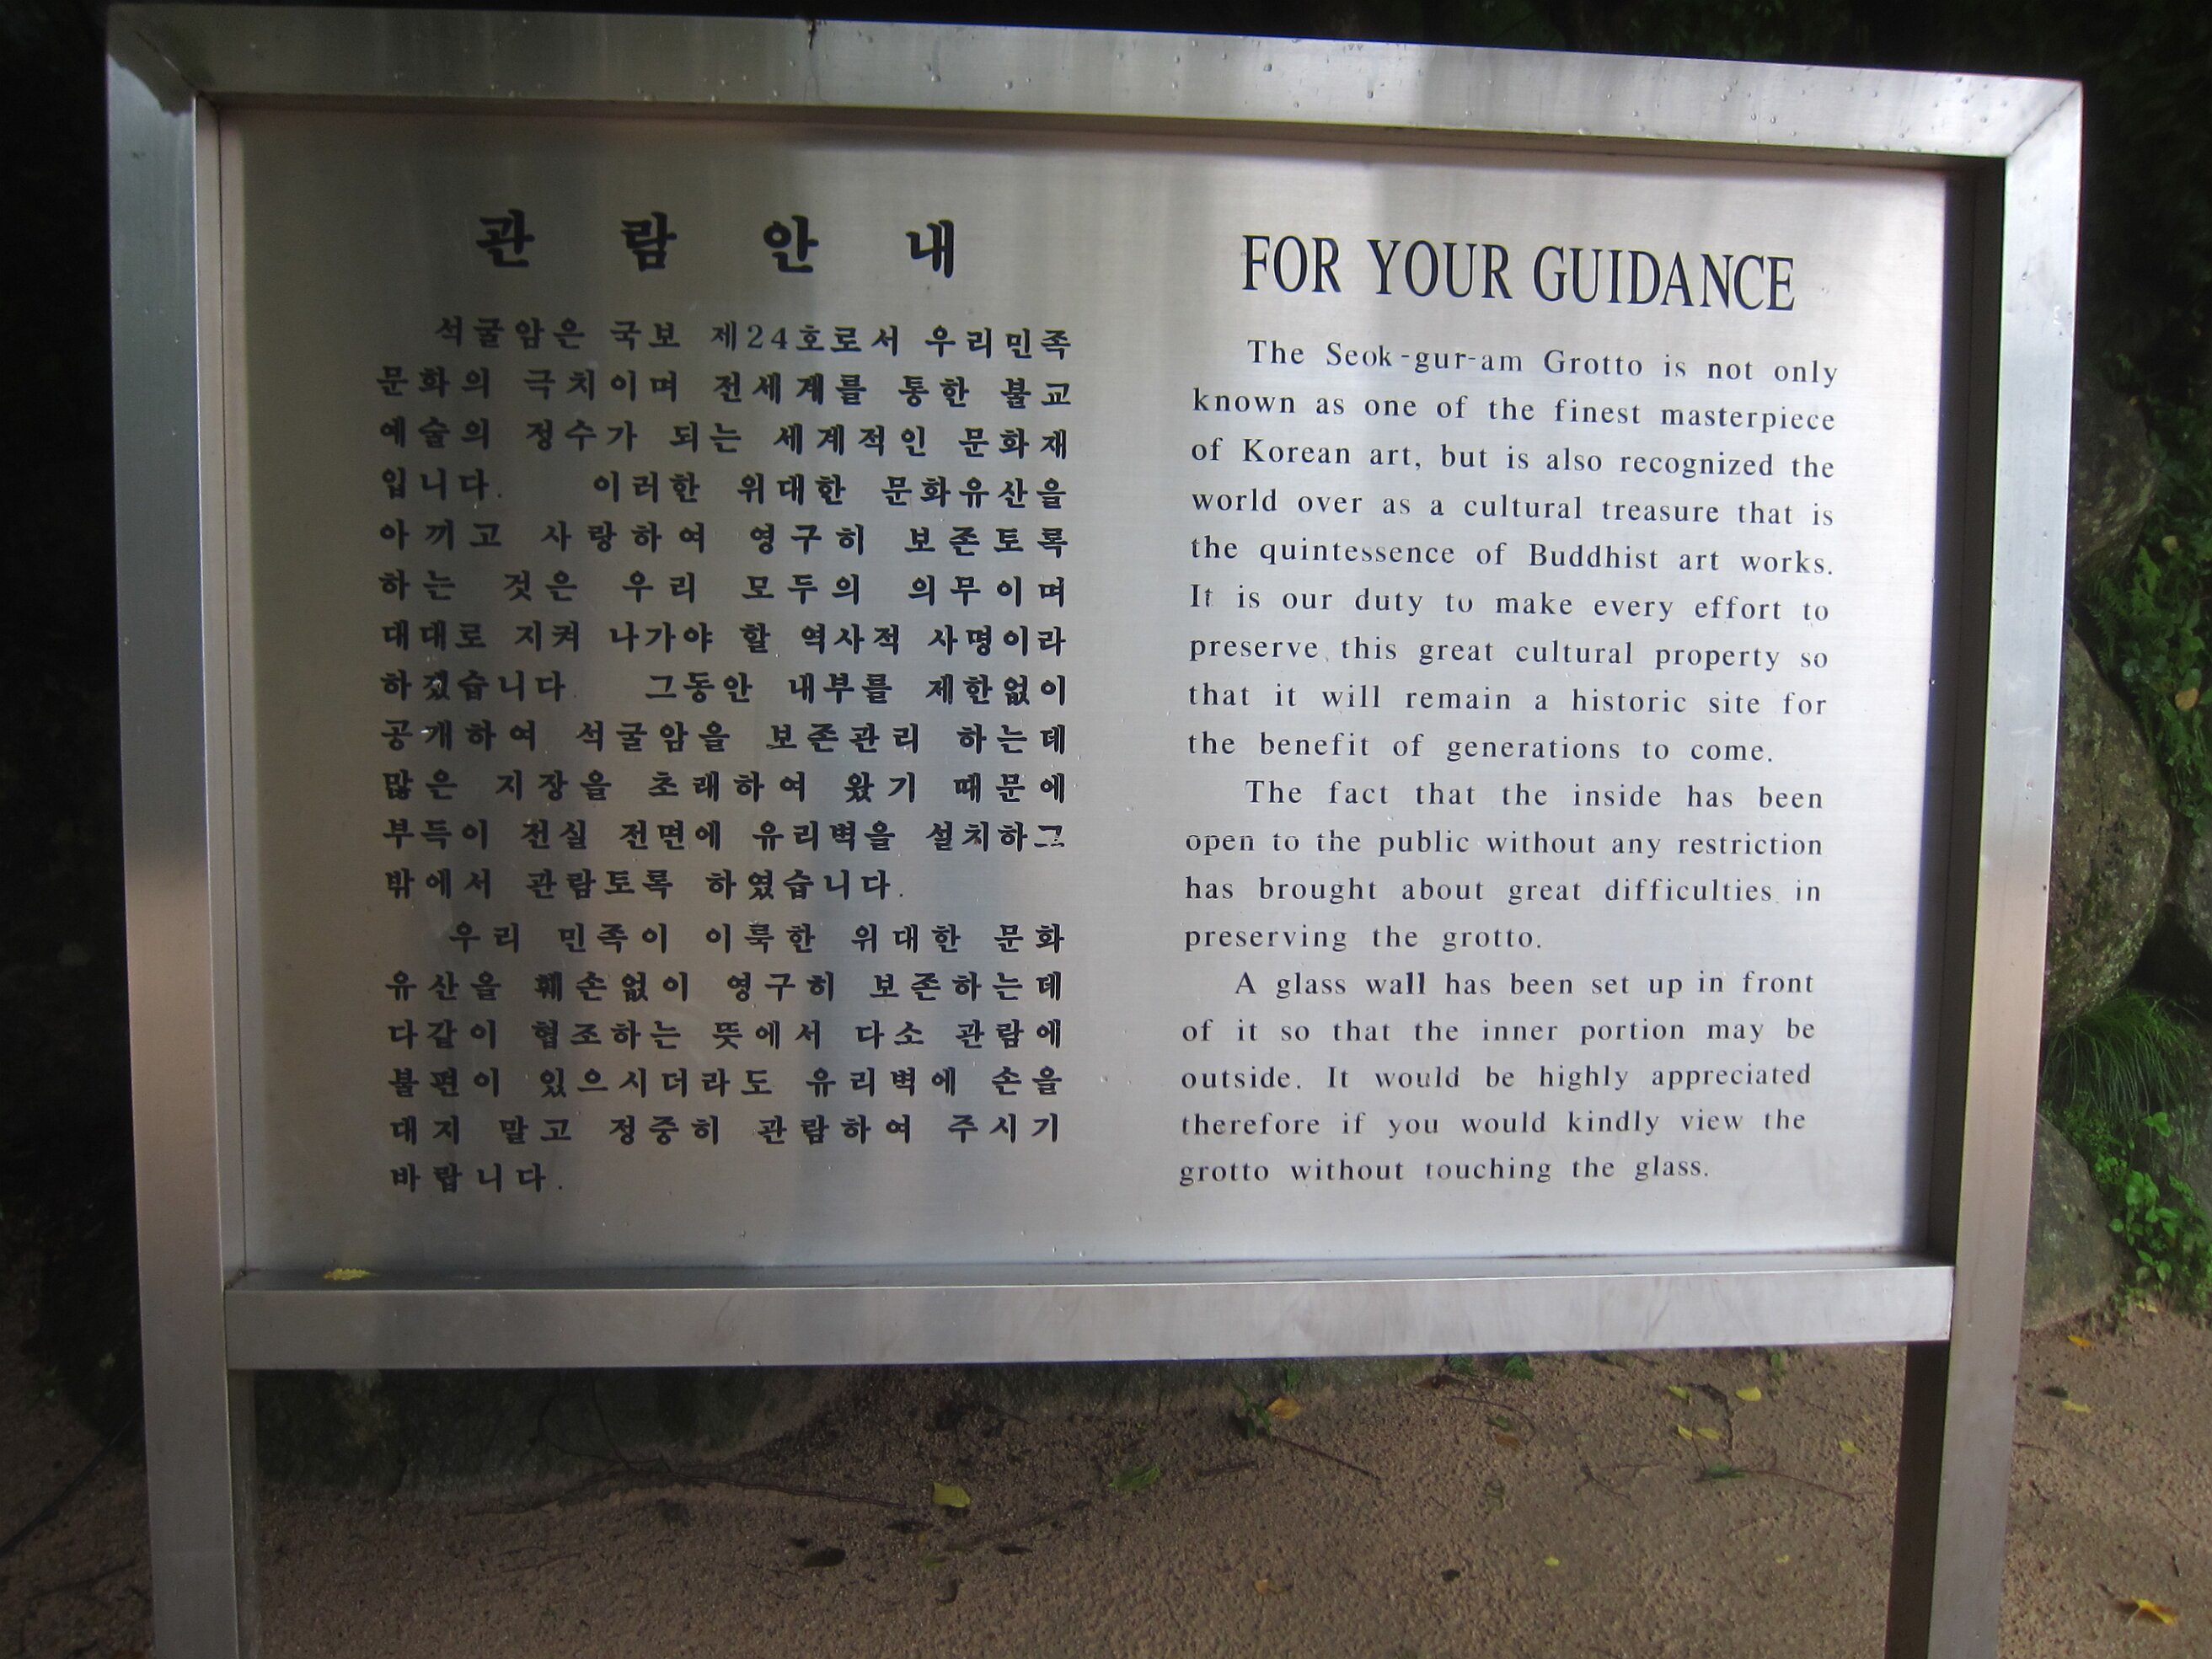 관 람 안 내
석굴암은 국보 제24호로서 우리민족
문화의 극치이며 전세계를 통한 불교
예술의 정수가 되는 세계적인 문화재
입니다. 이러한 위대한 문화유산을
아끼고 사랑하여 영구히 보존토록
하는 것은 우리 모두의 의무이며
대대로 지켜 나가야 할 역사적 사명이라
하겠습니다. 그동안 내부를 제한없이
공개하여 석굴암을 보존관리 하는데
많은 지장을 초래하여 왔기 때문에
부득이 전실 전면에 유리벽을 설치하고
밖에서 관람토록 하였습니다.
우리 민족이 이룩한 위대한 문화
유산을 훼손없이 영구히 보존하는데
다같이 협조하는 뜻에서 다소 관람에
불편이 있으시더라도 유리벽에 손을
대지 말고 정중히 관람하여 주시기
바랍니다.
FOR YOUR GUIDANCE
The Seok-gur-am Grotto is not only
known as one of the finest masterpiece
of Korean art, but is also recognized the
world over as a cultural treasure that is
the quintessence of Buddhist art works.
It is our duty to make every effort to
preserve this great cultural property so
that it will remain a historic site for
the benefit of generations to come.
The fact that the inside has been
open to the public without any restriction
has brought about great difficulties in
preserving the grotto.
A glass wall has been set up in front
of it so that the inner portion may be
outside. It would be highly appreciated
therefore if you would kindly view the
grotto without touching the glass.